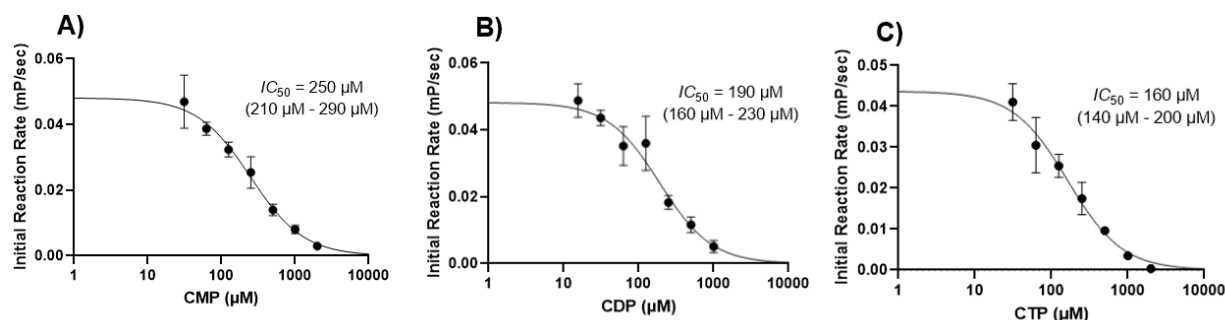 A)
Initial Reaction Rate (mP/sec)
0.06
0.04
0.02
0.00
IC50 = 250 µM
(210 µM - 290 µM)
1 10 100 1000 10000
CMP (µM)
B)
Initial Reaction Rate (mP/sec)
0.06
0.04
0.02
0.00
IC50 = 190 µM
(160 µM - 230 µM)
1 10 100 1000 10000
CDP (µM)
C)
Initial Reaction Rate (mP/sec)
0.05
0.04
0.03
0.02
0.01
0.00
IC50 = 160 µM
(140 µM - 200 µM)
1 10 100 1000 10000
CTP (µM)